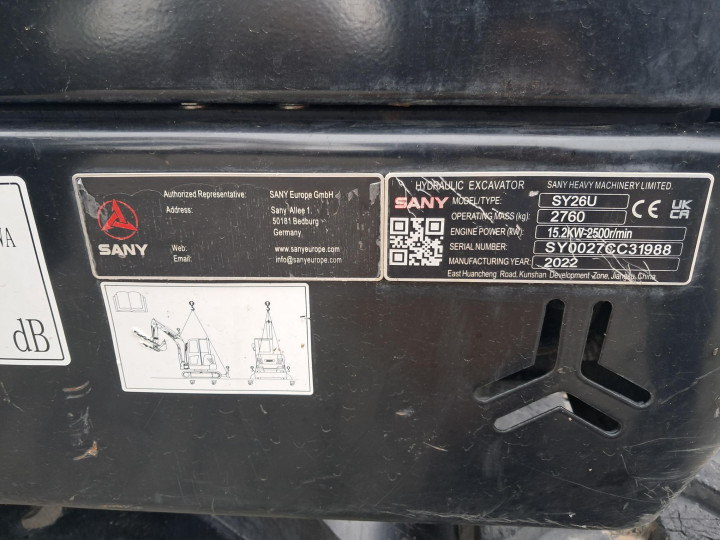 WA
dB
SANY
Authorized Representative: SANY Europe GmbH
Address: Sany Allee 1.
50181 Bedburg
Germany
Web: www.sanyeurope.com
Email: info@sanyeurope.com
HYDRAULIC EXCAVATOR SANY HEAVY MACHINERY LIMITED.
SANY
MODEL/TYPE: SY26U
OPERATING MASS (kg): 2760
ENGINE POWER (kW): 15.2KW-2500r/min
SERIAL NUMBER: SY0027CC31988
MANUFACTURING YEAR: 2022
CE UK CA
East Huancheng Road, Kunshan Development Zone, Jiangsu, China